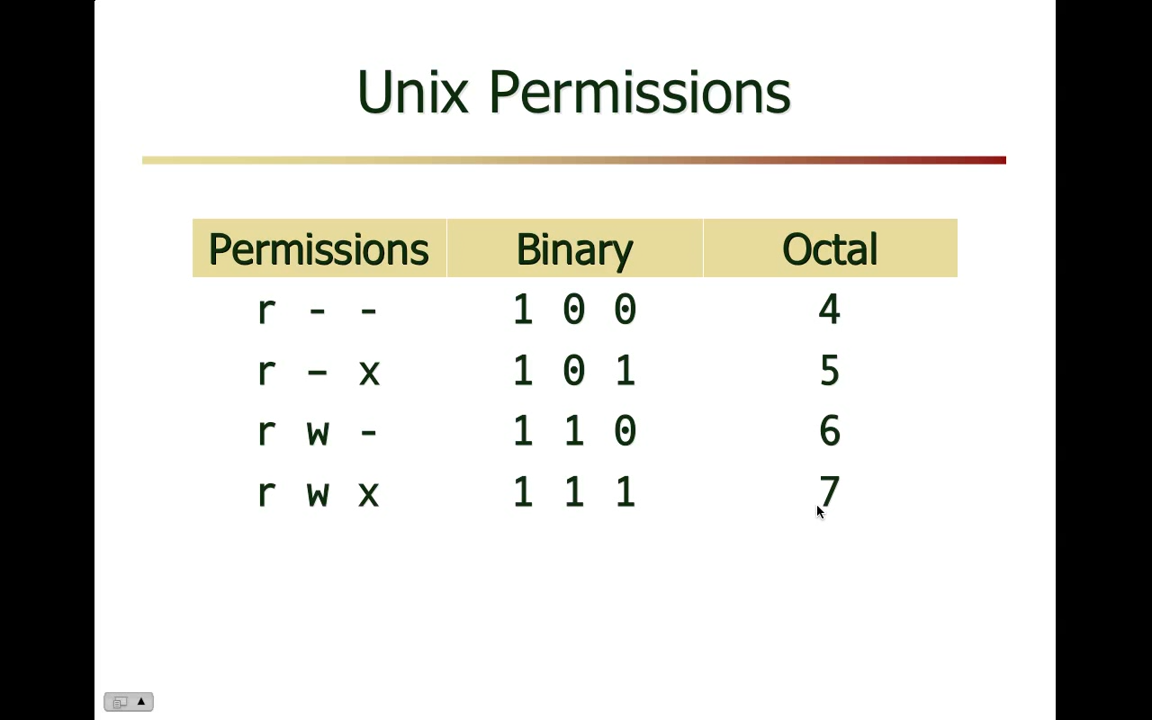 Unix Permissions
Permissions Binary Octal
r - - 1 0 0 4
r – x 1 0 1 5
r w - 1 1 0 6
r w x 1 1 1 7